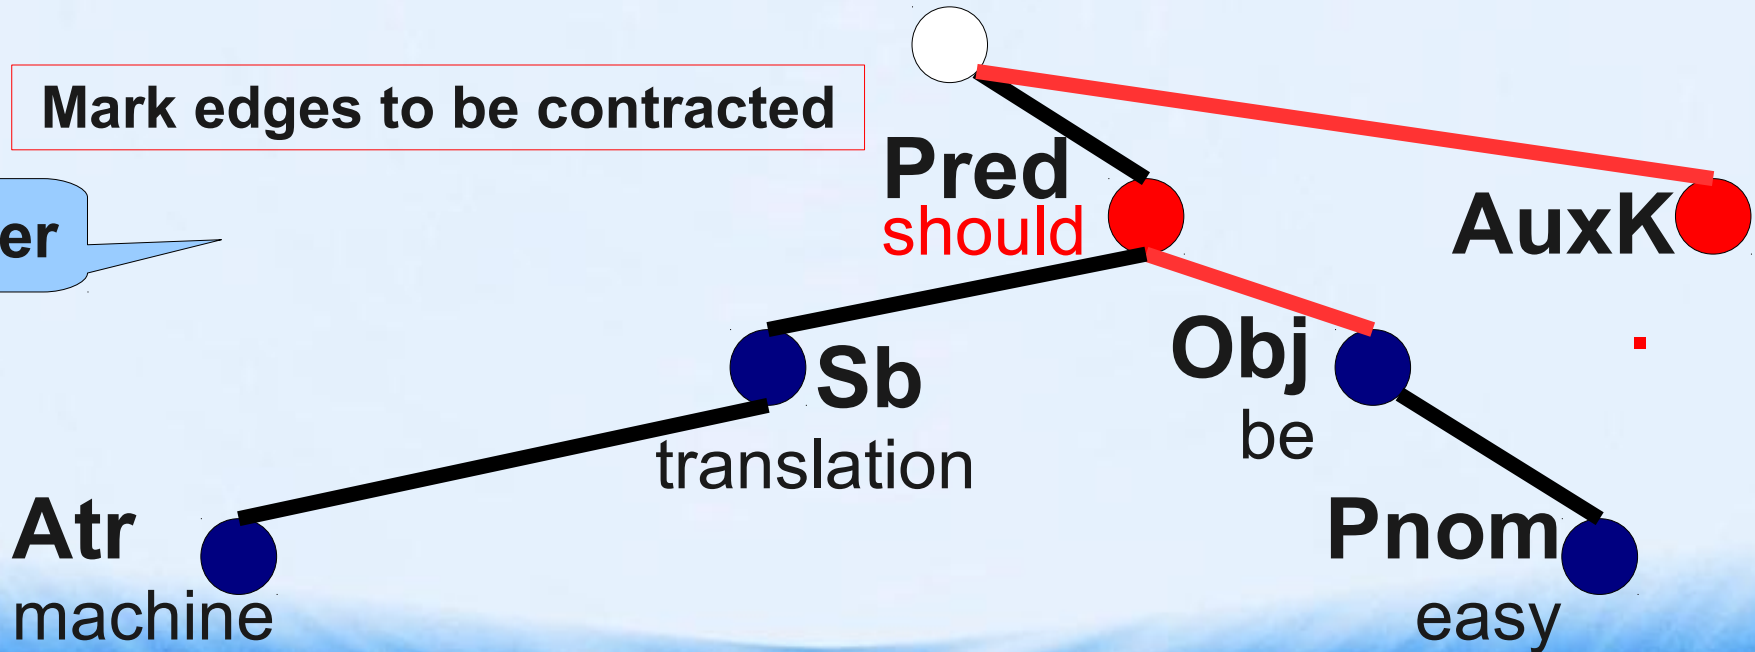 Mark edges to be contracted
er
Pred
should
AuxK
.
Sb
translation
Obj
be
Atr
machine
Pnom
easy